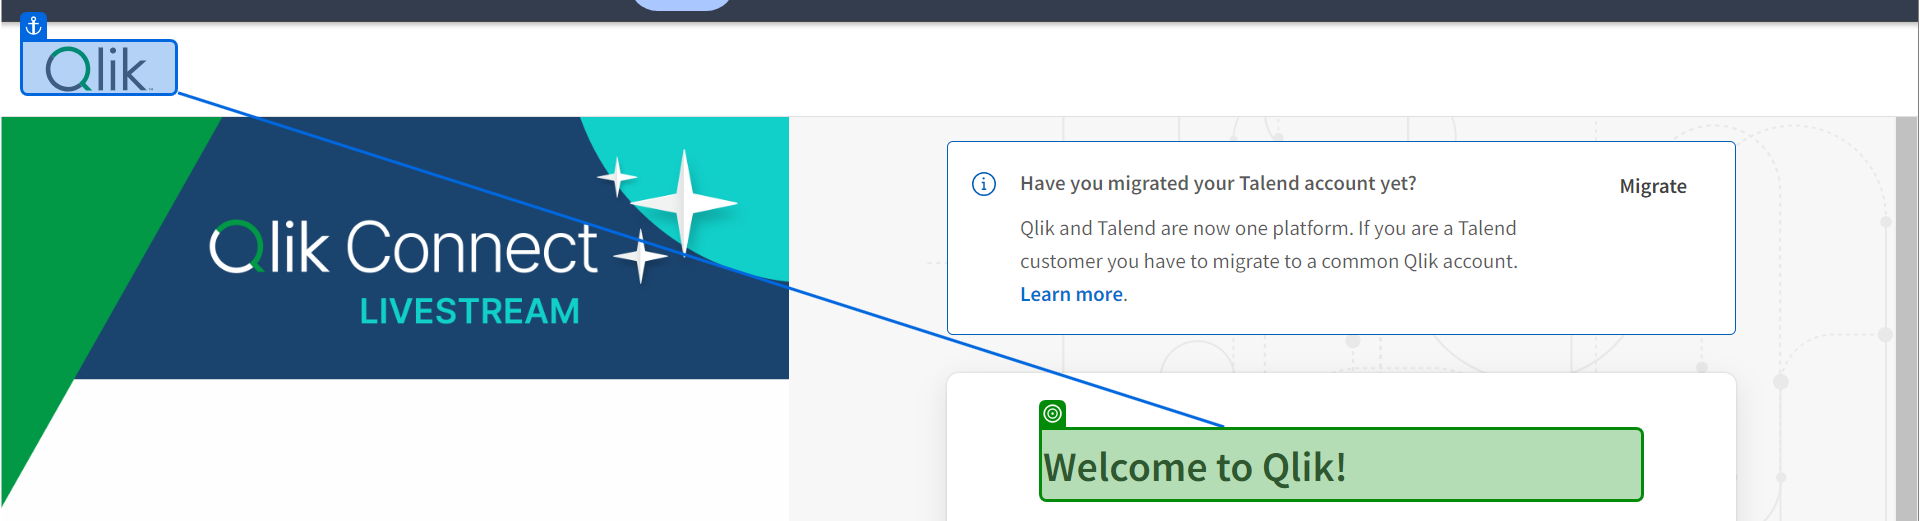 Qlik
Qlik Connect
LIVESTREAM
Have you migrated your Talend account yet?
Migrate
Qlik and Talend are now one platform. If you are a Talend
customer you have to migrate to a common Qlik account.
Learn more.
Welcome to Qlik!